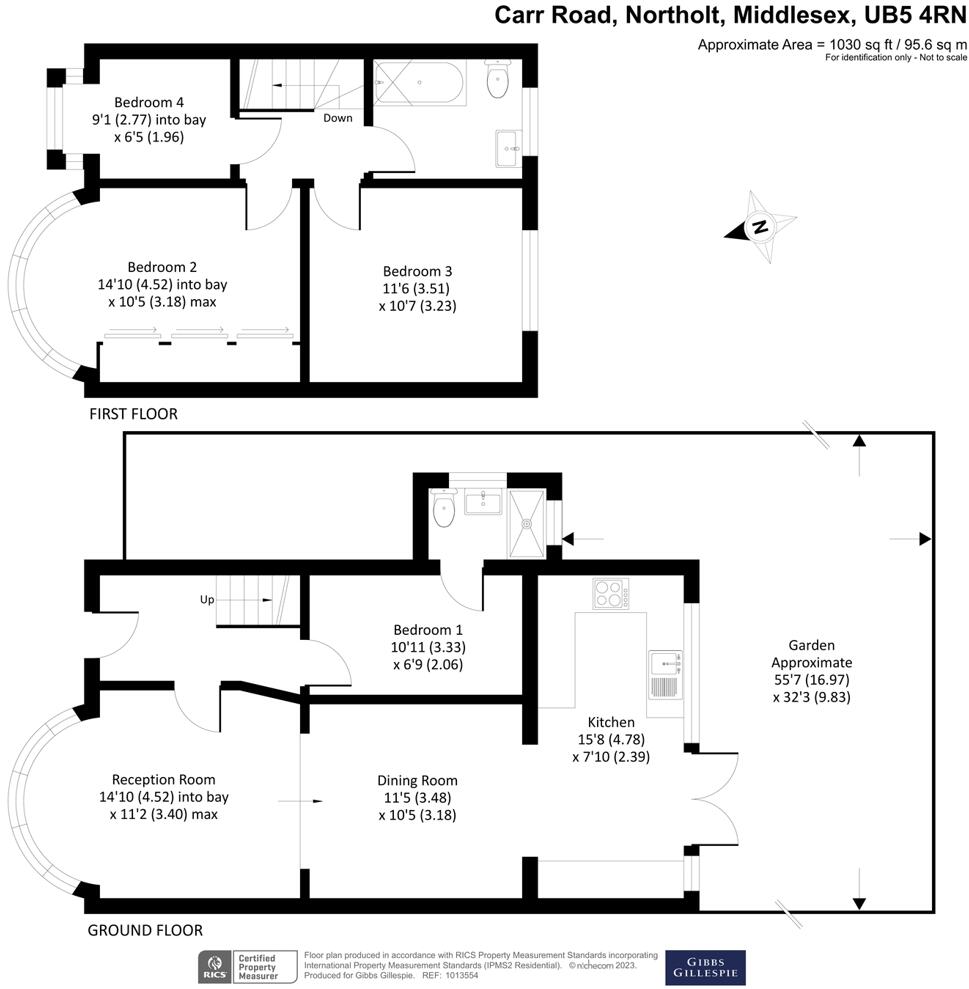 Carr Road, Northolt, Middlesex, UB5 4RN
Approximate Area = 1030 sq ft / 95.6 sq m
For identification only - Not to scale
Bedroom 4
9'1 (2.77) into bay
x 6'5 (1.96)
Down
Bedroom 2
14'10 (4.52) into bay
x 10'5 (3.18) max
Bedroom 3
11'6 (3.51)
x 10'7 (3.23)
N
FIRST FLOOR
Up
Bedroom 1
10'11 (3.33)
x 6'9 (2.06)
Garden
Approximate
55'7 (16.97)
x 32'3 (9.83)
Kitchen
15'8 (4.78)
x 7'10 (2.39)
Reception Room
14'10 (4.52) into bay
x 11'2 (3.40) max
Dining Room
11'5 (3.48)
x 10'5 (3.18)
GROUND FLOOR
RICS
Certified
Property
Measurer
Floor plan produced in accordance with RICS Property Measurement Standards incorporating
International Property Measurement Standards (IPMS2 Residential). © nichecom 2023.
Produced for Gibbs Gillespie. REF: 1013554
GIBBS
GILLESPIE